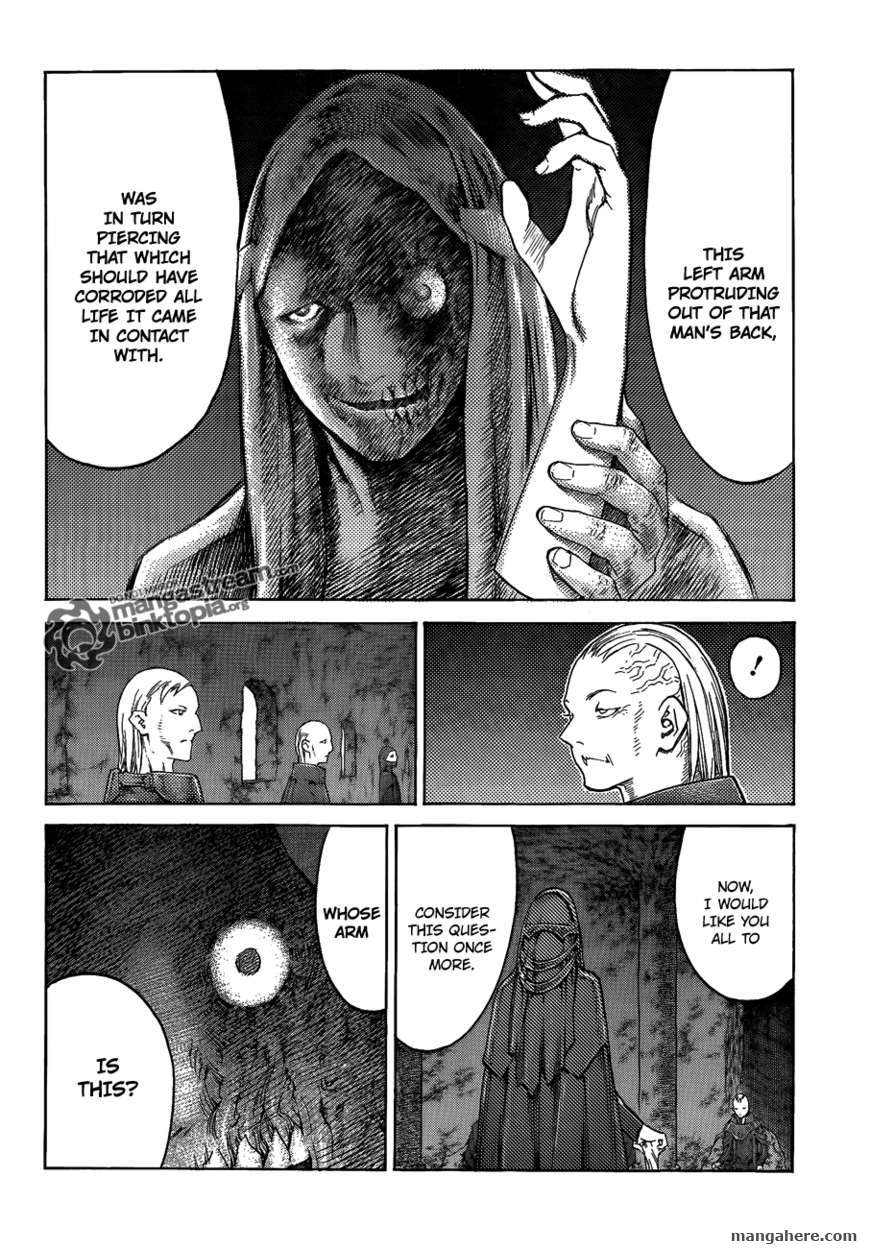 THIS
LEFT ARM
PROTRUDING
OUT OF THAT
MAN'S BACK,
WAS
IN TURN
PIERCING
THAT WHICH
SHOULD HAVE
CORRODED ALL
LIFE IT CAME
IN CONTACT
WITH.
mangastream.com
binktopia.org
!
NOW,
I WOULD
LIKE YOU
ALL TO
CONSIDER
THIS QUES-
TION ONCE
MORE.
WHOSE
ARM
IS
THIS?
mangahere.com